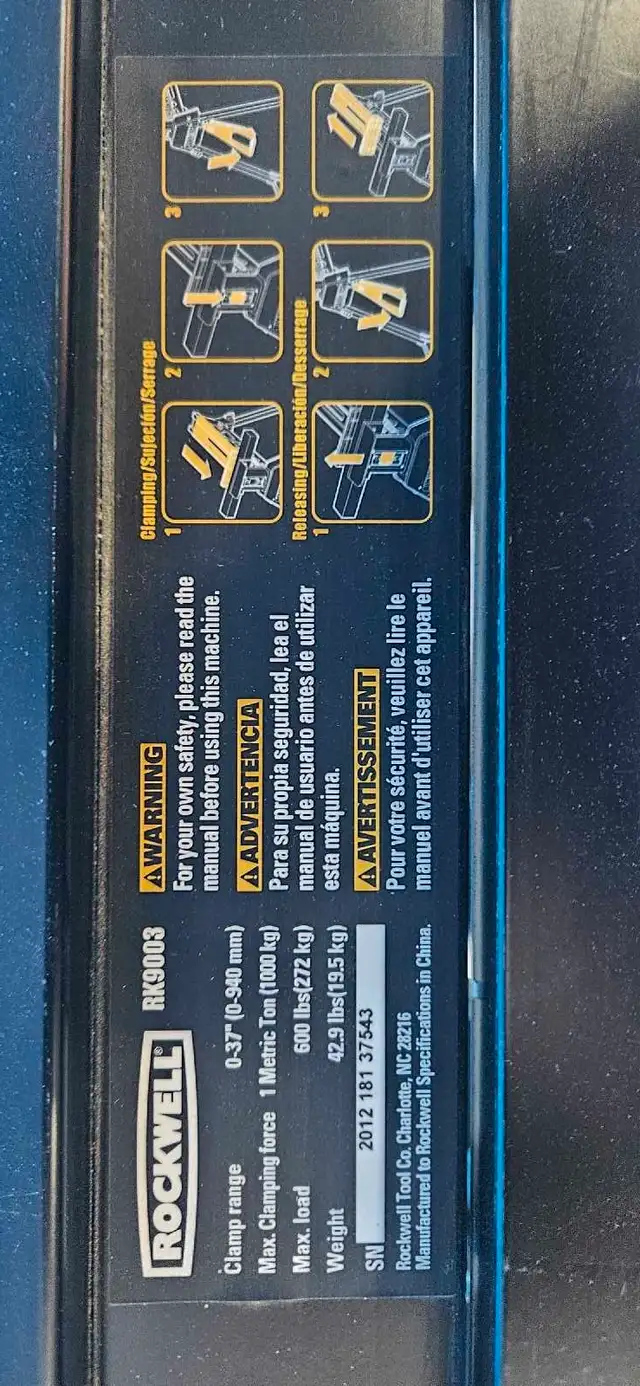 ROCKWELL® RK9003
Clamp range 0-37" (0-940 mm)
Max. Clamping force 1 Metric Ton (1000 kg)
Max. load 600 lbs(272 kg)
Weight 42.9 lbs(19.5 kg)
SN 2012 181 37543
Rockwell Tool Co. Charlotte, NC 28216
Manufactured to Rockwell Specifications in China.
WARNING
For your own safety, please read the
manual before using this machine.
ADVERTENCIA
Para su propia seguridad, lea el
manual de usuario antes de utilizar
esta máquina.
AVERTISSEMENT
Pour votre sécurité, veuillez lire le
manuel avant d'utiliser cet appareil.
Clamping/Sujeción/Serrage
1 2 3
Releasing/Liberación/Desserrage
1 2 3